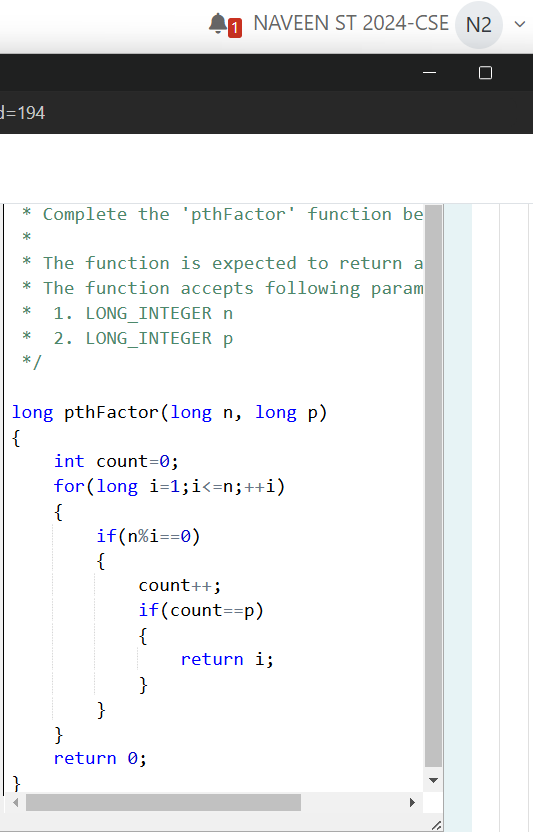 1 NAVEEN ST 2024-CSE N2
d=194
* Complete the 'pthFactor' function be
*
* The function is expected to return a
* The function accepts following param
*  1. LONG_INTEGER n
*  2. LONG_INTEGER p
*/
long pthFactor(long n, long p)
{
    int count=0;
    for(long i=1;i<=n;++i)
    {
        if(n%i==0)
        {
            count++;
            if(count==p)
            {
                return i;
            }
        }
    }
    return 0;
}